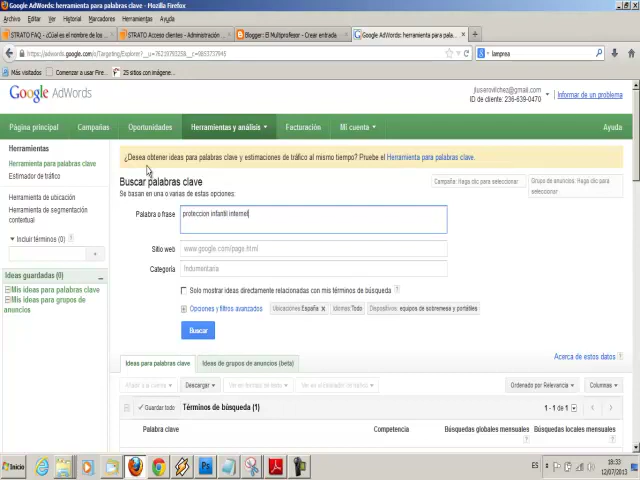 Google AdWords: herramienta para palabras clave - Mozilla Firefox
Archivo Editar Ver Historial Marcadores Herramientas Ayuda
STRATO FAQ - ¿Cuál es el nombre de los
STRATO Acceso clientes - Administración
Blogger: El Multiprofesor - Crear entrada
Google AdWords: herramienta para pala...
lamprea
Más visitados
Comenzar a usar Fire...
25 sitios con imágene...
Google AdWords
jluserovilchez@gmail.com
ID de cliente: 236-639-0470
Informar de un problema
Página principal Campañas Oportunidades Herramientas y análisis Facturación Mi cuenta Ayuda
Herramientas
Herramienta para palabras clave
Estimador de tráfico
Herramienta de ubicación
Herramienta de segmentación
contextual
Incluir términos (0)
Ideas guardadas (0)
Mis ideas para palabras clave
Mis ideas para grupos de
anuncios
¿Desea obtener ideas para palabras clave y estimaciones de tráfico al mismo tiempo? Pruebe el Herramienta para palabras clave.
Buscar palabras clave
Se basan en una o varias de estas opciones:
Campaña: Haga clic para seleccionar
Grupo de anuncios: Haga clic para
seleccionar
Palabra o frase
proteccion infantil internet
Sitio web
www.google.com/page.html
Categoría
Indumentaria
Solo mostrar ideas directamente relacionadas con mis términos de búsqueda ?
Opciones y filtros avanzados
Ubicaciones: España x
Idiomas: Todo
Dispositivos: equipos de sobremesa y portátiles
Buscar
Acerca de estos datos ?
Ideas para palabras clave
Ideas de grupos de anuncios (beta)
Descargar
Ordenado por Relevancia
Columnas
Guardar todo
Términos de búsqueda (1)
1 - 1 de 1
Palabra clave
Competencia
Búsquedas globales mensuales
?
Búsquedas locales mensuales
?
Inicio
ES
18:33
12/07/2013